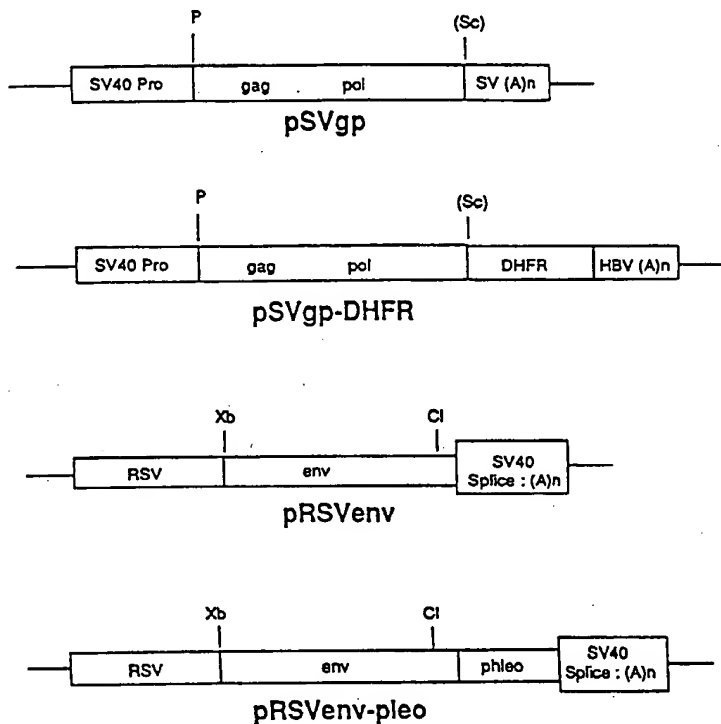 P (Sc)
SV40 Pro gag pol SV (A)n
pSVgp
P (Sc)
SV40 Pro gag pol DHFR HBV (A)n
pSVgp-DHFR
Xb Cl
RSV env SV40
Splice : (A)n
pRSVenv
Xb Cl
RSV env phleo SV40
Splice : (A)n
pRSVenv-pleo